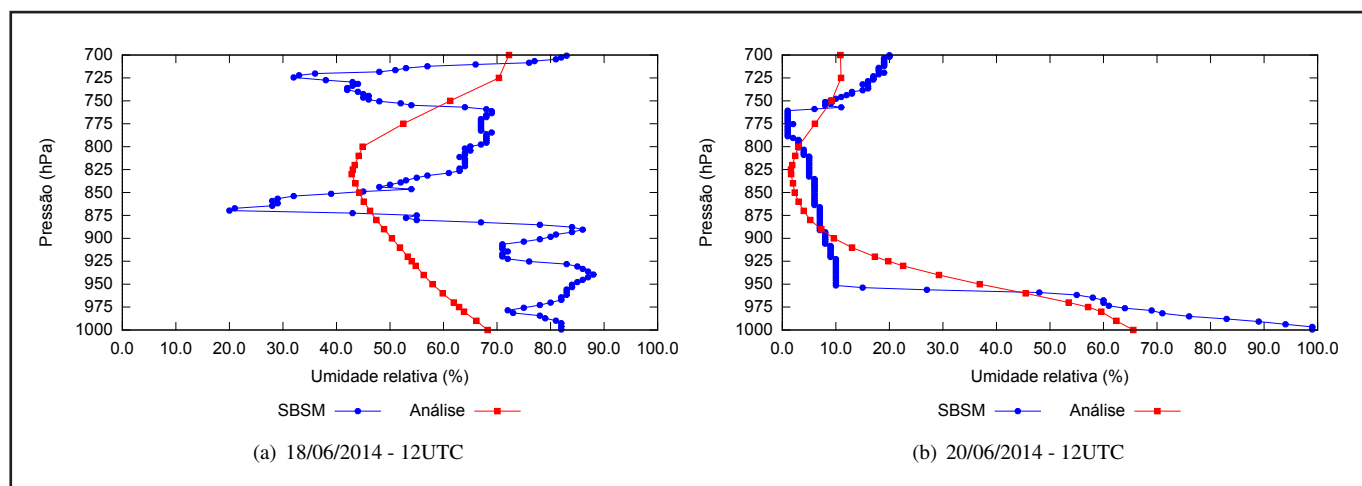 700
725
750
775
800
825
850
875
900
925
950
975
1000
Pressão (hPa)
0.0 10.0 20.0 30.0 40.0 50.0 60.0 70.0 80.0 90.0 100.0
Umidade relativa (%)
SBSM Análise
(a) 18/06/2014 - 12UTC
700
725
750
775
800
825
850
875
900
925
950
975
1000
Pressão (hPa)
0.0 10.0 20.0 30.0 40.0 50.0 60.0 70.0 80.0 90.0 100.0
Umidade relativa (%)
SBSM Análise
(b) 20/06/2014 - 12UTC